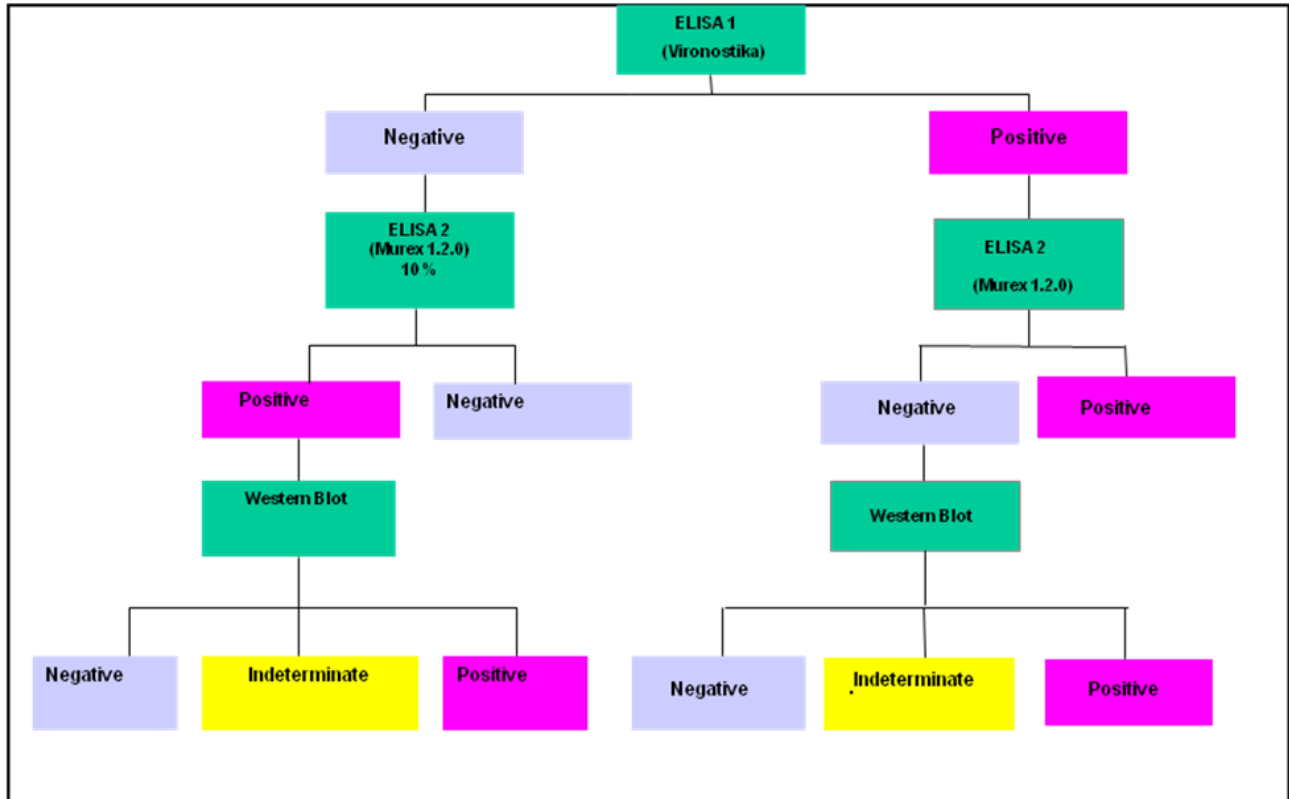 ELISA 1
(Vironostika)
Negative
Positive
ELISA 2
(Murex 1.2.0)
10 %
ELISA 2
(Murex 1.2.0)
Positive
Negative
Negative
Positive
Western Blot
Western Blot
Negative
Indeterminate
Positive
Negative
.Indeterminate
Positive